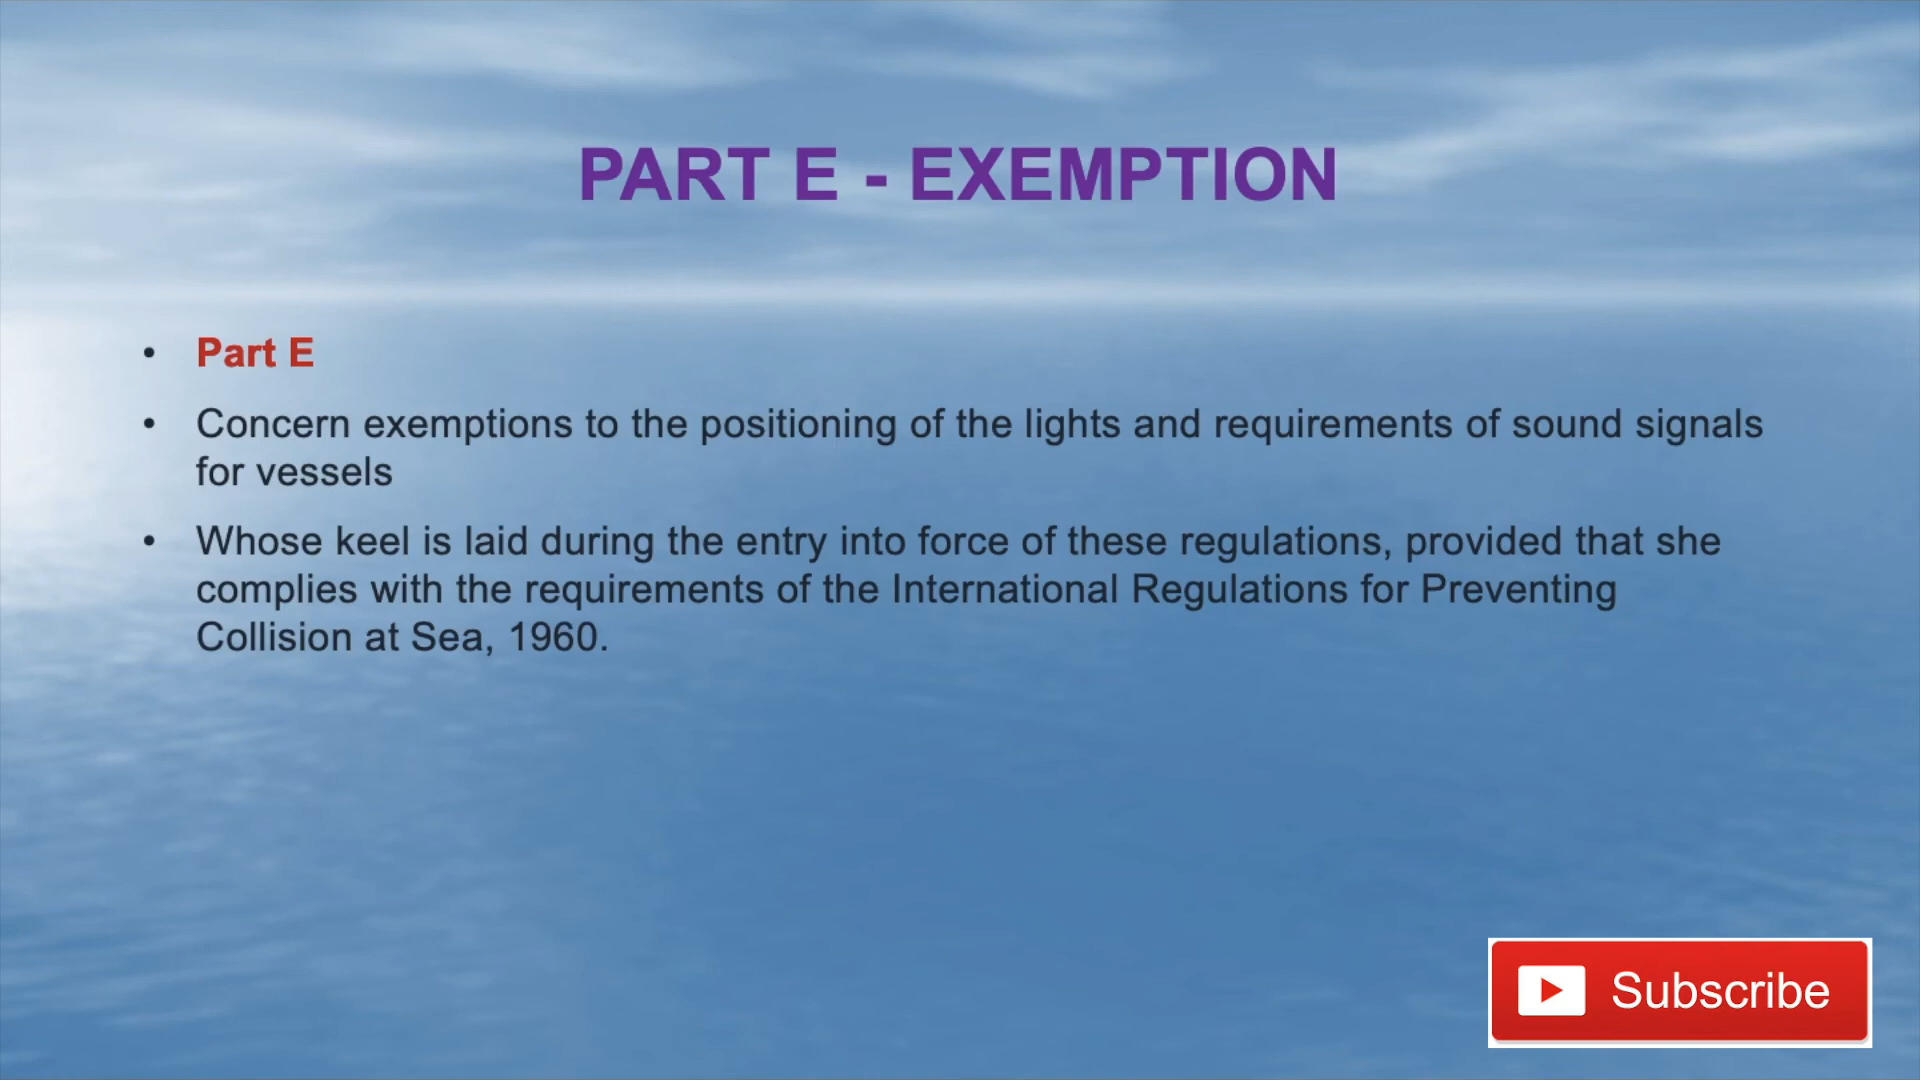 PART E - EXEMPTION
• Part E
• Concern exemptions to the positioning of the lights and requirements of sound signals
for vessels
• Whose keel is laid during the entry into force of these regulations, provided that she
complies with the requirements of the International Regulations for Preventing
Collision at Sea, 1960.
Subscribe